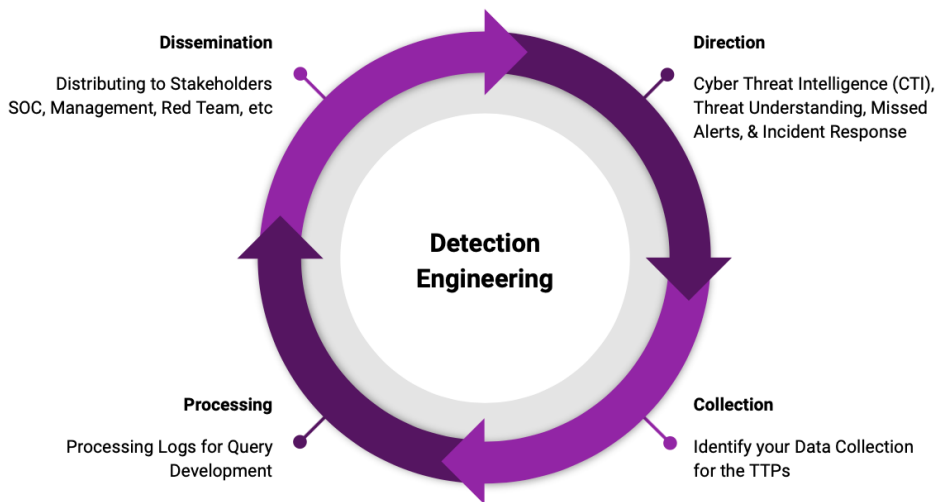 Dissemination
Distributing to Stakeholders
SOC, Management, Red Team, etc
Direction
Cyber Threat Intelligence (CTI),
Threat Understanding, Missed
Alerts, & Incident Response
Detection
Engineering
Processing
Processing Logs for Query
Development
Collection
Identify your Data Collection
for the TTPs